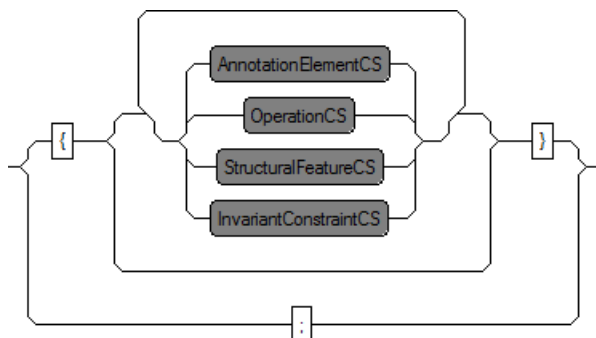 AnnotationElementCS
OperationCS
{
}
StructuralFeatureCS
InvariantConstraintCS
;